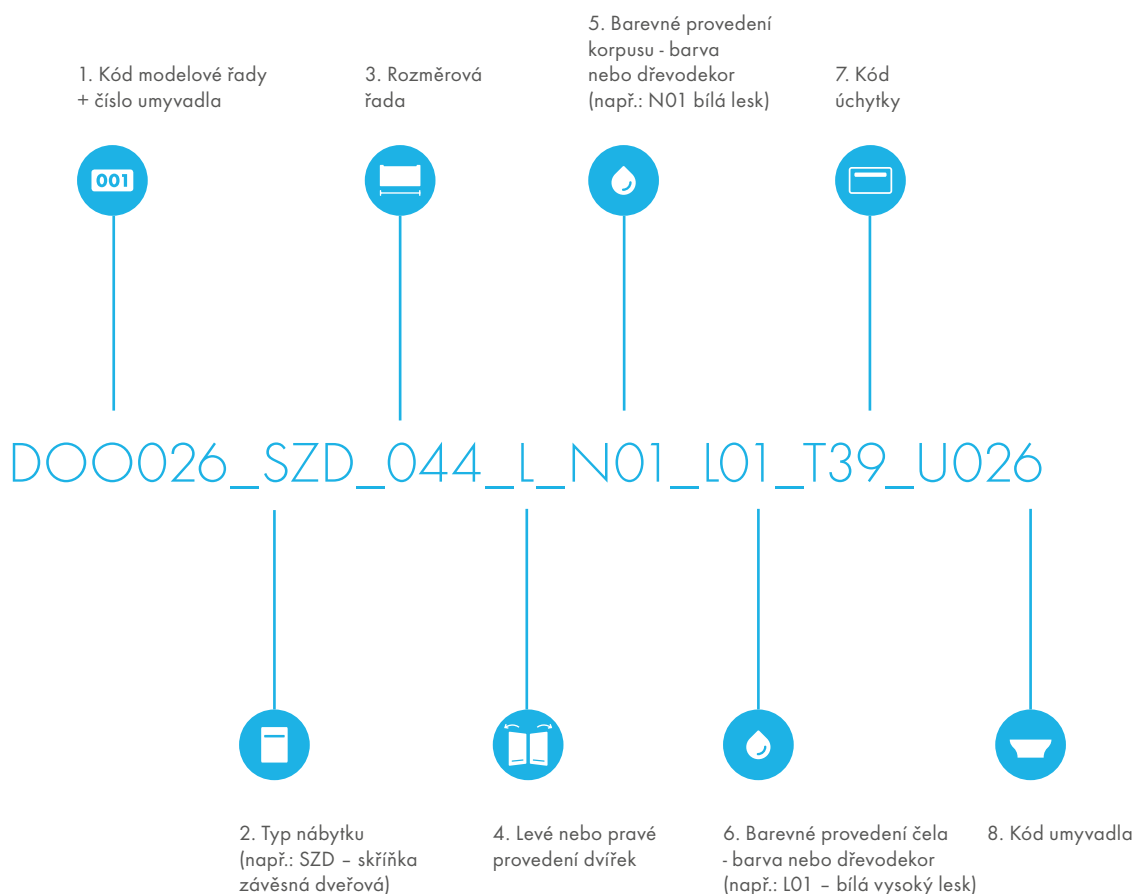 5. Barevné provedení
korpusu - barva
nebo dřevodekor
(např.: N01 bílá lesk)
1. Kód modelové řady
+ číslo umyvadla
3. Rozměrová
řada
7. Kód
úchytky
001
DOO026_SZD_044_L_N01_L01_T39_U026
2. Typ nábytku
(např.: SZD – skříňka
závěsná dveřová)
4. Levé nebo pravé
provedení dvířek
6. Barevné provedení čela
- barva nebo dřevodekor
(např.: L01 – bílá vysoký lesk)
8. Kód umyvadla